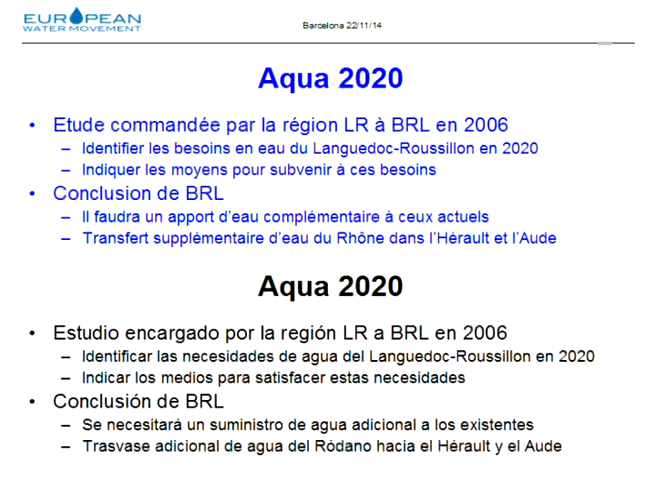 EUROPEAN
WATER MOVEMENT
Barcelona 22/11/14
Aqua 2020
• Etude commandée par la région LR à BRL en 2006
– Identifier les besoins en eau du Languedoc-Roussillon en 2020
– Indiquer les moyens pour subvenir à ces besoins
• Conclusion de BRL
– Il faudra un apport d'eau complémentaire à ceux actuels
– Transfert supplémentaire d'eau du Rhône dans l'Hérault et l'Aude
Aqua 2020
• Estudio encargado por la región LR a BRL en 2006
– Identificar las necesidades de agua del Languedoc-Roussillon en 2020
– Indicar los medios para satisfacer estas necesidades
• Conclusión de BRL
– Se necesitará un suministro de agua adicional a los existentes
– Trasvase adicional de agua del Ródano hacia el Hérault y el Aude